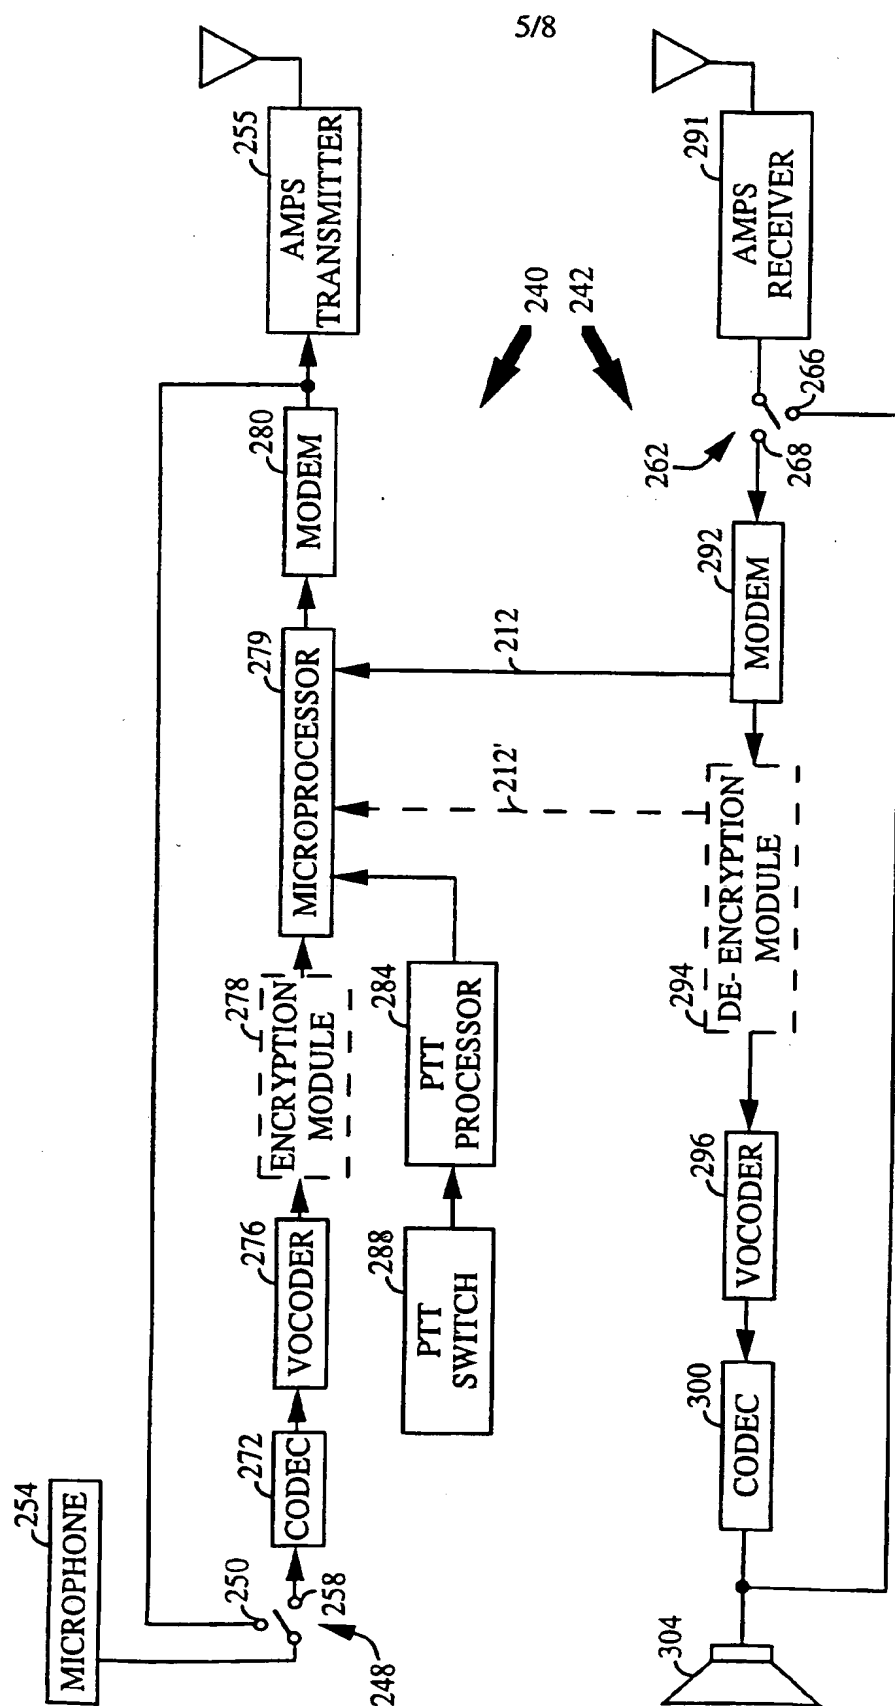 5/8
254
MICROPHONE
250
258
248
272
CODEC
276
VOCODER
278
ENCRYPTION
MODULE
279
MICROPROCESSOR
280
MODEM
255
AMPS
TRANSMITTER
288
PTT
SWITCH
284
PTT
PROCESSOR
212'
212
240
242
304
300
CODEC
296
VOCODER
294
DE- ENCRYPTION
MODULE
292
MODEM
262
268
266
291
AMPS
RECEIVER